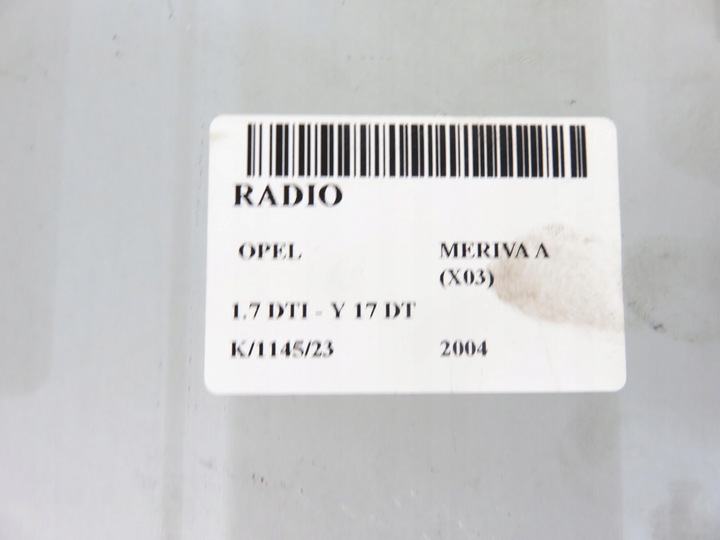 RADIO
OPEL MERIVA A
(X03)
1.7 DTI - Y 17 DT
K/1145/23 2004